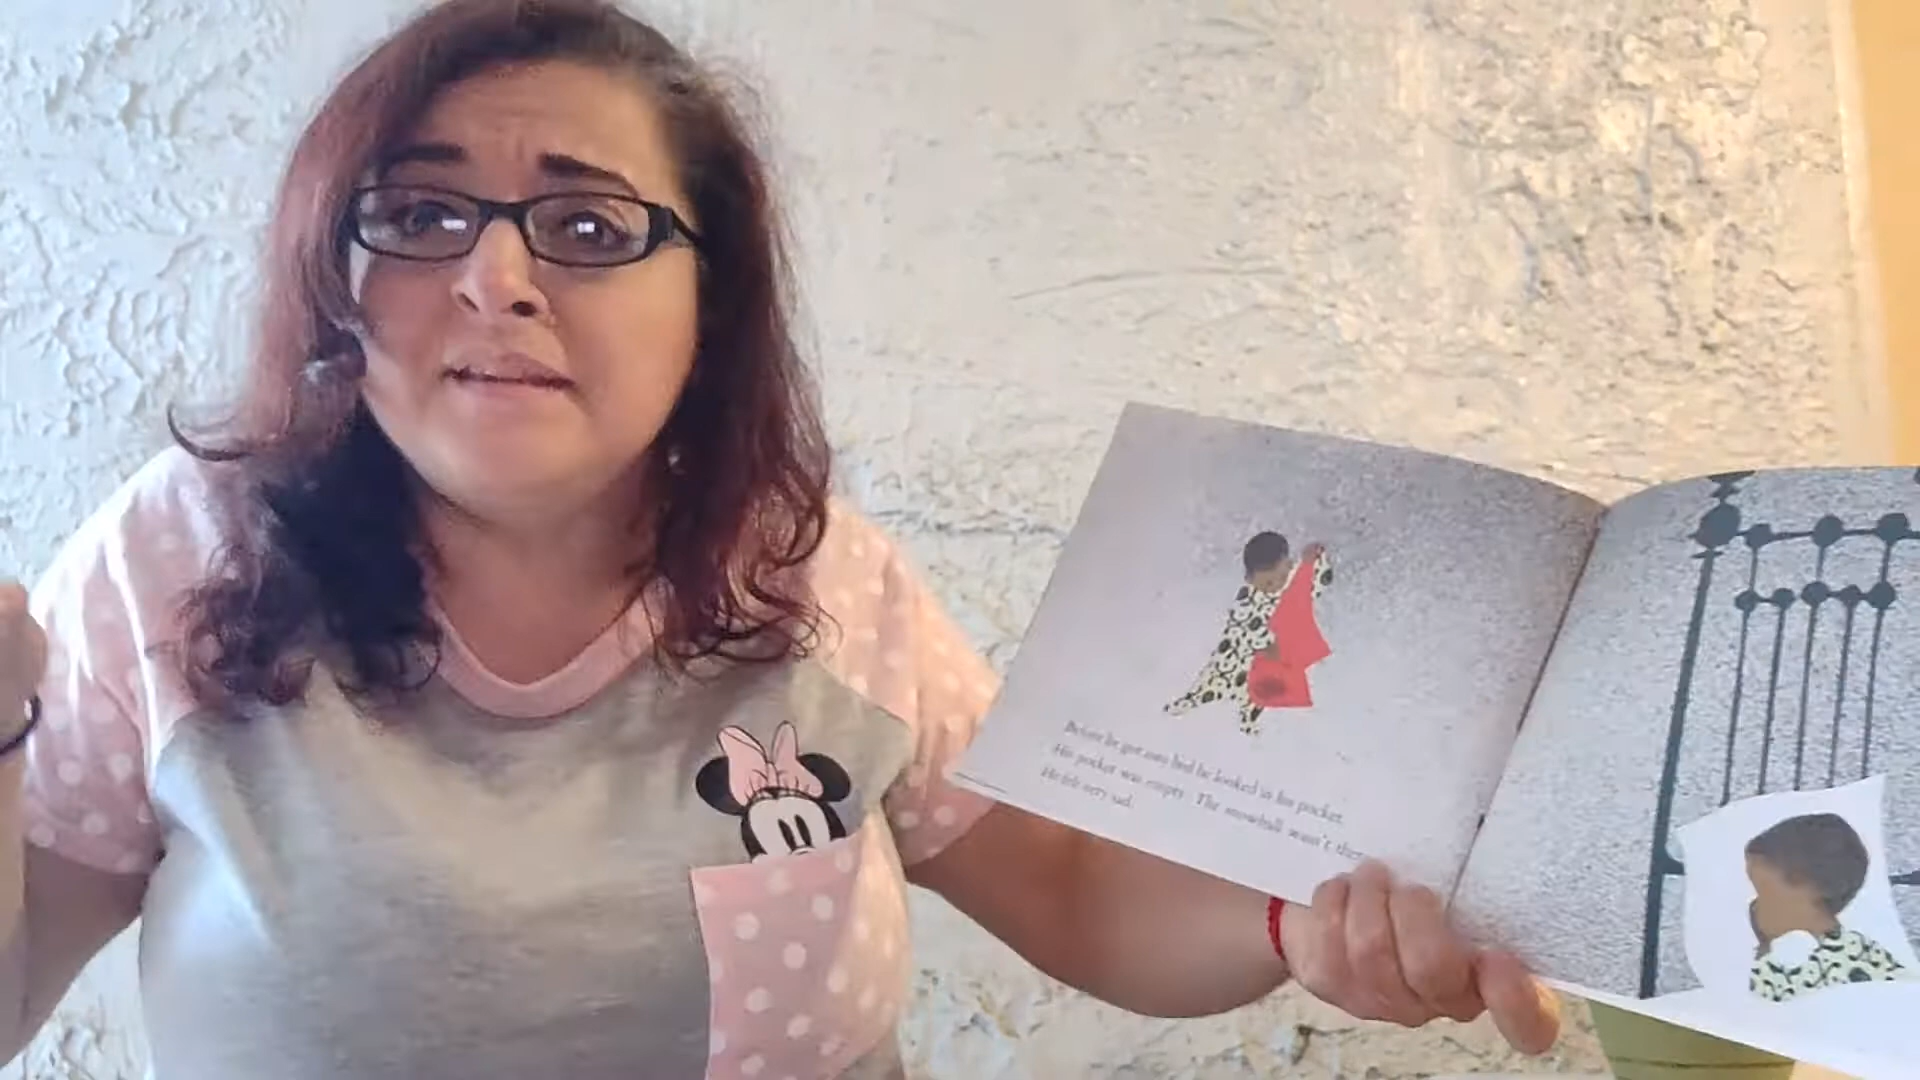 Before he got into bed he looked in his pocket.
His pocket was empty. The snowball wasn't there.
He felt very sad.